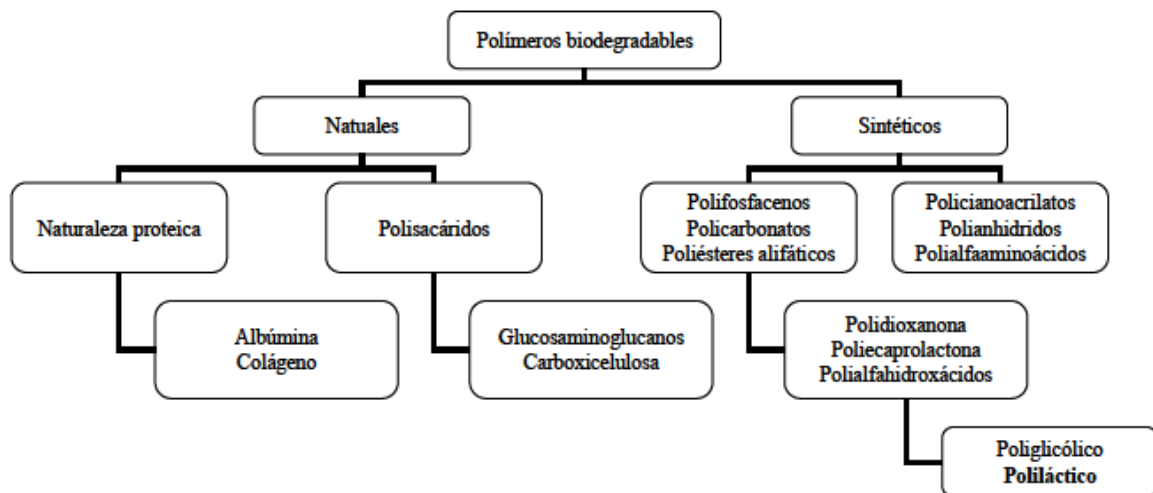 Polímeros biodegradables
Natuales
Sintéticos
Naturaleza proteica
Polisacáridos
Polifosfacenos
Policarbonatos
Poliésteres alifáticos
Policianoacrilatos
Polianhidridos
Polialfaaminoácidos
Albúmina
Colágeno
Glucosaminoglucanos
Carboxicelulosa
Polidioxanona
Poliecaprolactona
Polialfahidroxácidos
Poliglicólico
Poliláctico